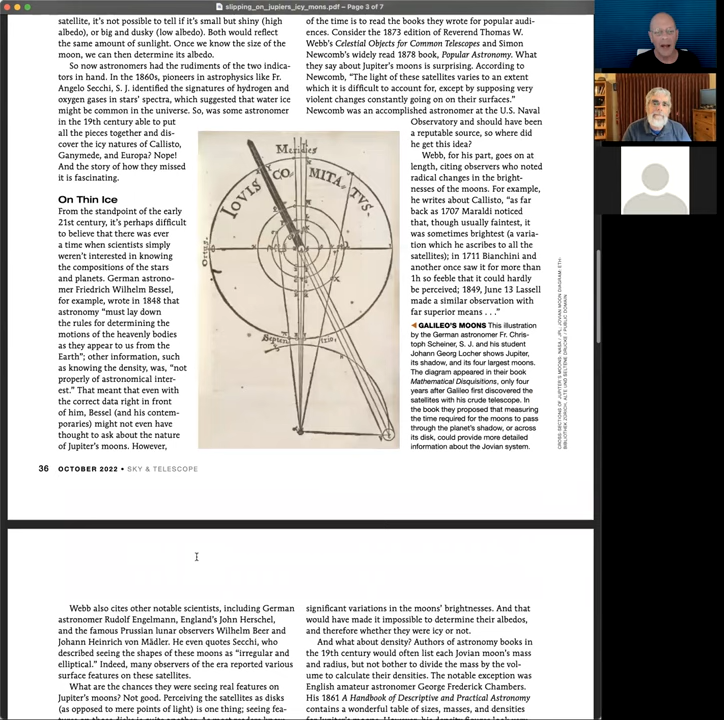 slipping_on_jupiers_icy_mons.pdf – Page 3 of 7
satellite, it's not possible to tell if it's small but shiny (high
albedo), or big and dusky (low albedo). Both would reflect
the same amount of sunlight. Once we know the size of the
moon, we can then determine its albedo.
So now astronomers had the rudiments of the two indica-
tors in hand. In the 1860s, pioneers in astrophysics like Fr.
Angelo Secchi, S. J. identified the signatures of hydrogen and
oxygen gases in stars' spectra, which suggested that water ice
might be common in the universe. So, was some astronomer
in the 19th century able to put
all the pieces together and dis-
cover the icy natures of Callisto,
Ganymede, and Europa? Nope!
And the story of how they missed
it is fascinating.
On Thin Ice
From the standpoint of the early
21st century, it's perhaps difficult
to believe that there was ever
a time when scientists simply
weren't interested in knowing
the compositions of the stars
and planets. German astrono-
mer Friedrich Wilhelm Bessel,
for example, wrote in 1848 that
astronomy "must lay down
the rules for determining the
motions of the heavenly bodies
as they appear to us from the
Earth"; other information, such
as knowing the density, was, "not
properly of astronomical inter-
est." That meant that even with
the correct data right in front
of him, Bessel (and his contem-
poraries) might not even have
thought to ask about the nature
of Jupiter's moons. However,
of the time is to read the books they wrote for popular audi-
ences. Consider the 1873 edition of Reverend Thomas W.
Webb's Celestial Objects for Common Telescopes and Simon
Newcomb's widely read 1878 book, Popular Astronomy. What
they say about Jupiter's moons is surprising. According to
Newcomb, "The light of these satellites varies to an extent
which it is difficult to account for, except by supposing very
violent changes constantly going on on their surfaces."
Newcomb was an accomplished astronomer at the U.S. Naval
Observatory and should have been
a reputable source, so where did
he get this idea?
Webb, for his part, goes on at
length, citing observers who noted
radical changes in the bright-
nesses of the moons. For example,
he writes about Callisto, "as far
back as 1707 Maraldi noticed
that, though usually faintest, it
was sometimes brightest (a varia-
tion which he ascribes to all the
satellites); in 1711 Bianchini and
another once saw it for more than
1h so feeble that it could hardly
be perceived; 1849, June 13 Lassell
made a similar observation with
far superior means . . ."
Meridies
IOVIS COMITATVS.
Ortus.
Septen trio.
◀ GALILEO'S MOONS This illustration
by the German astronomer Fr. Chris-
toph Scheiner, S. J. and his student
Johann Georg Locher shows Jupiter,
its shadow, and its four largest moons.
The diagram appeared in their book
Mathematical Disquisitions, only four
years after Galileo first discovered the
satellites with his crude telescope. In
the book they proposed that measuring
the time required for the moons to pass
through the planet's shadow, or across
its disk, could provide more detailed
information about the Jovian system.
CROSS-SECTIONS OF JUPITER'S MOONS: NASA / JPL; JOVIAN MOON DIAGRAM: ETH-
BIBLIOTHEK ZÜRICH, ALTE UND SELTENE DRUCKE / PUBLIC DOMAIN
36 OCTOBER 2022 • SKY & TELESCOPE
Webb also cites other notable scientists, including German
astronomer Rudolf Engelmann, England's John Herschel,
and the famous Prussian lunar observers Wilhelm Beer and
Johann Heinrich von Mädler. He even quotes Secchi, who
described seeing the shapes of these moons as "irregular and
elliptical." Indeed, many observers of the era reported various
surface features on these satellites.
What are the chances they were seeing real features on
Jupiter's moons? Not good. Perceiving the satellites as disks
(as opposed to mere points of light) is one thing; seeing fea-
significant variations in the moons' brightnesses. And that
would have made it impossible to determine their albedos,
and therefore whether they were icy or not.
And what about density? Authors of astronomy books in
the 19th century would often list each Jovian moon's mass
and radius, but not bother to divide the mass by the vol-
ume to calculate their densities. The notable exception was
English amateur astronomer George Frederick Chambers.
His 1861 A Handbook of Descriptive and Practical Astronomy
contains a wonderful table of sizes, masses, and densities